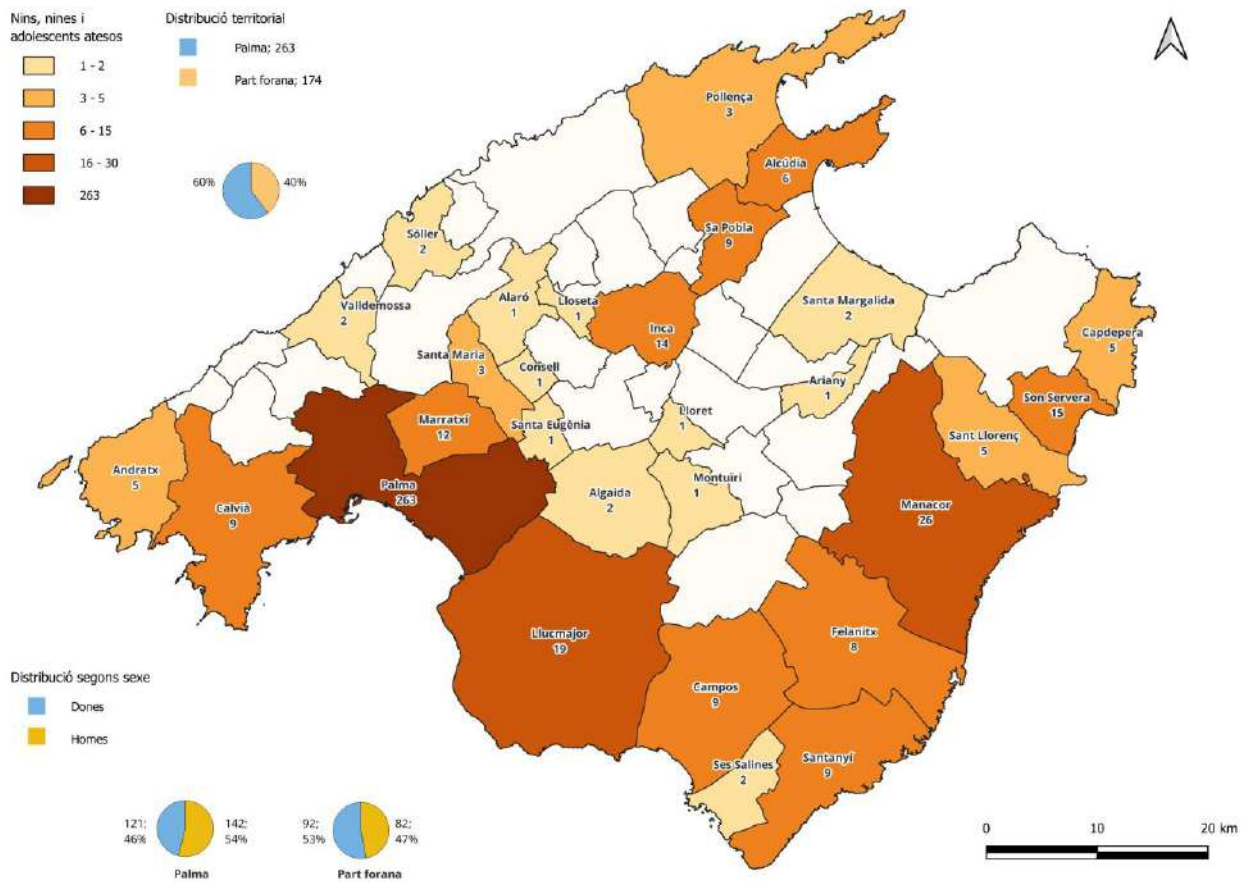 Nins, nines i
adolescents atesos
1 - 2
3 - 5
6 - 15
16 - 30
263
Distribució territorial
Palma; 263
Part forana; 174
60%
40%
Pollença
3
Alcúdia
6
Sa Pobla
9
Sóller
2
Valldemossa
2
Alaró
1
Lloseta
1
Inca
14
Santa Margalida
2
Capdepera
5
Santa Maria
3
Consell
1
Ariany
1
Son Servera
15
Marratxí
12
Santa Eugènia
1
Lloret
1
Sant Llorenç
5
Andratx
5
Calvià
9
Palma
263
Algaida
2
Montuïri
1
Manacor
26
Llucmajor
19
Felanitx
8
Campos
9
Ses Salines
2
Santanyí
9
Distribució segons sexe
Dones
Homes
121;
46%
142;
54%
Palma
92;
53%
82;
47%
Part forana
0
10
20 km